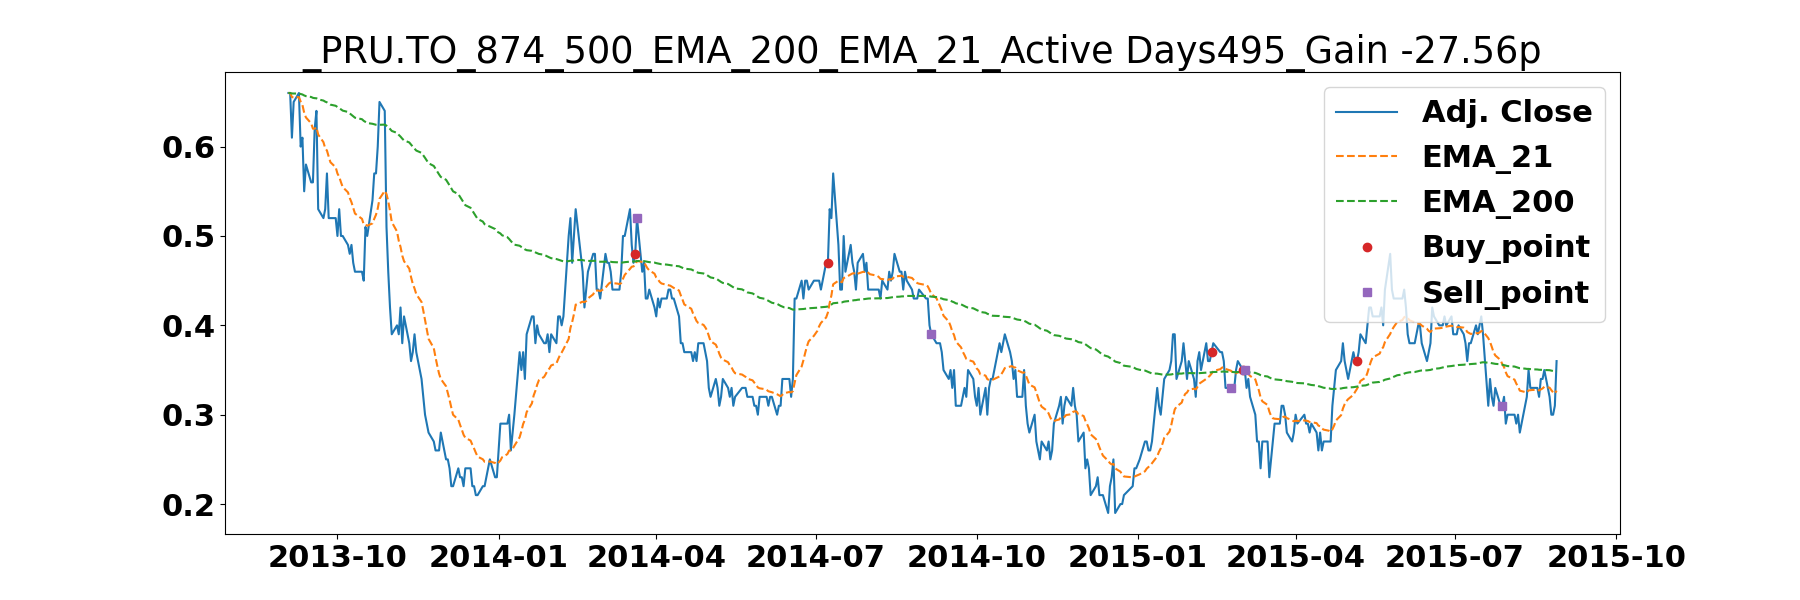 _PRU.TO_874_500_EMA_200_EMA_21_Active Days495_Gain -27.56p
Adj. Close
EMA_21
EMA_200
Buy_point
Sell_point
0.6
0.5
0.4
0.3
0.2
2013-10 2014-01 2014-04 2014-07 2014-10 2015-01 2015-04 2015-07 2015-10